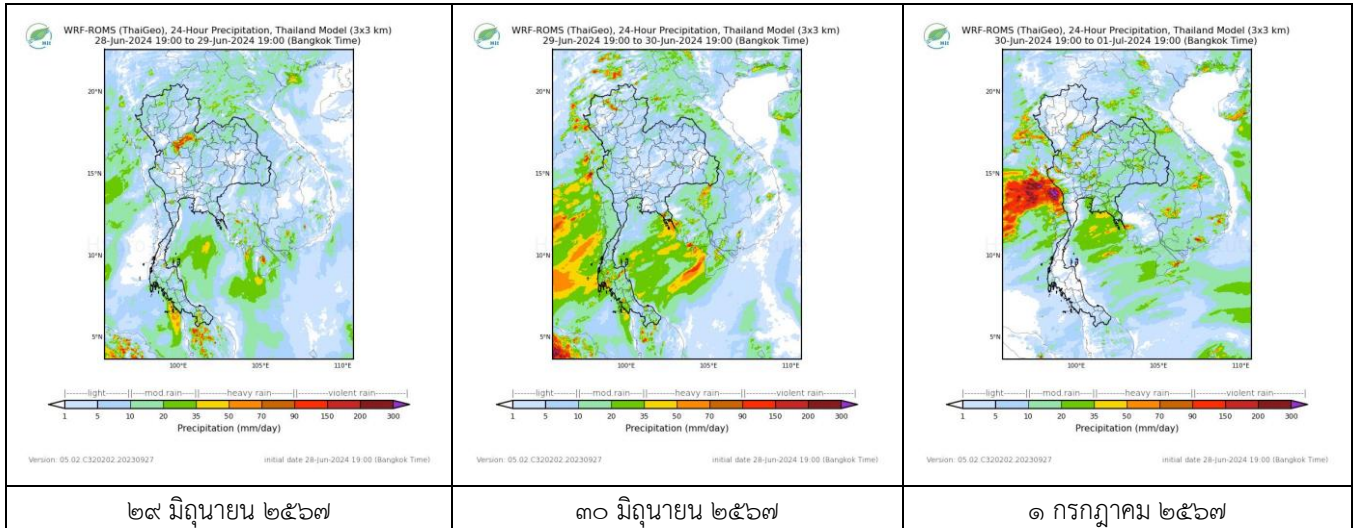 WRF-ROMS (ThaiGeo), 24-Hour Precipitation, Thailand Model (3x3 km)
28-Jun-2024 19:00 to 29-Jun-2024 19:00 (Bangkok Time)
20°N
15°N
10°N
5°N
100°E 105°E 110°E
light mod rain heavy rain violent rain
1 5 10 20 35 50 70 90 150 200 300
Precipitation (mm/day)
Version: 05.02.C320202.20230927 initial date 28-Jun-2024 19:00 (Bangkok Time)
๒๙ มิถุนายน ๒๕๖๗
WRF-ROMS (ThaiGeo), 24-Hour Precipitation, Thailand Model (3x3 km)
29-Jun-2024 19:00 to 30-Jun-2024 19:00 (Bangkok Time)
20°N
15°N
10°N
5°N
100°E 105°E 110°E
light mod rain heavy rain violent rain
1 5 10 20 35 50 70 90 150 200 300
Precipitation (mm/day)
Version: 05.02.C320202.20230927 initial date 28-Jun-2024 19:00 (Bangkok Time)
๓๐ มิถุนายน ๒๕๖๗
WRF-ROMS (ThaiGeo), 24-Hour Precipitation, Thailand Model (3x3 km)
30-Jun-2024 19:00 to 01-Jul-2024 19:00 (Bangkok Time)
20°N
15°N
10°N
5°N
100°E 105°E 110°E
light mod rain heavy rain violent rain
1 5 10 20 35 50 70 90 150 200 300
Precipitation (mm/day)
Version: 05.02.C320202.20230927 initial date 28-Jun-2024 19:00 (Bangkok Time)
๑ กรกฎาคม ๒๕๖๗